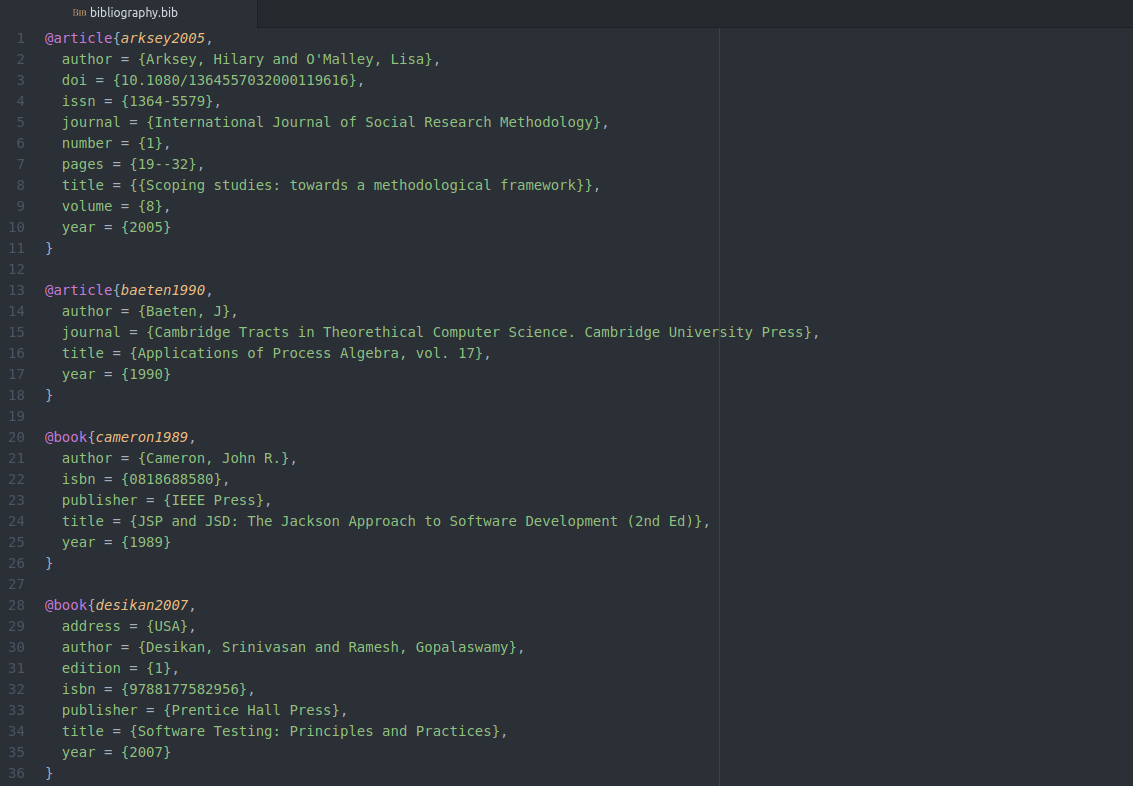 BIB bibliography.bib
1 @article{arksey2005,
2 author = {Arksey, Hilary and O'Malley, Lisa},
3 doi = {10.1080/1364557032000119616},
4 issn = {1364-5579},
5 journal = {International Journal of Social Research Methodology},
6 number = {1},
7 pages = {19--32},
8 title = {{Scoping studies: towards a methodological framework}},
9 volume = {8},
10 year = {2005}
11 }
12
13 @article{baeten1990,
14 author = {Baeten, J},
15 journal = {Cambridge Tracts in Theorethical Computer Science. Cambridge University Press},
16 title = {Applications of Process Algebra, vol. 17},
17 year = {1990}
18 }
19
20 @book{cameron1989,
21 author = {Cameron, John R.},
22 isbn = {0818688580},
23 publisher = {IEEE Press},
24 title = {JSP and JSD: The Jackson Approach to Software Development (2nd Ed)},
25 year = {1989}
26 }
27
28 @book{desikan2007,
29 address = {USA},
30 author = {Desikan, Srinivasan and Ramesh, Gopalaswamy},
31 edition = {1},
32 isbn = {9788177582956},
33 publisher = {Prentice Hall Press},
34 title = {Software Testing: Principles and Practices},
35 year = {2007}
36 }